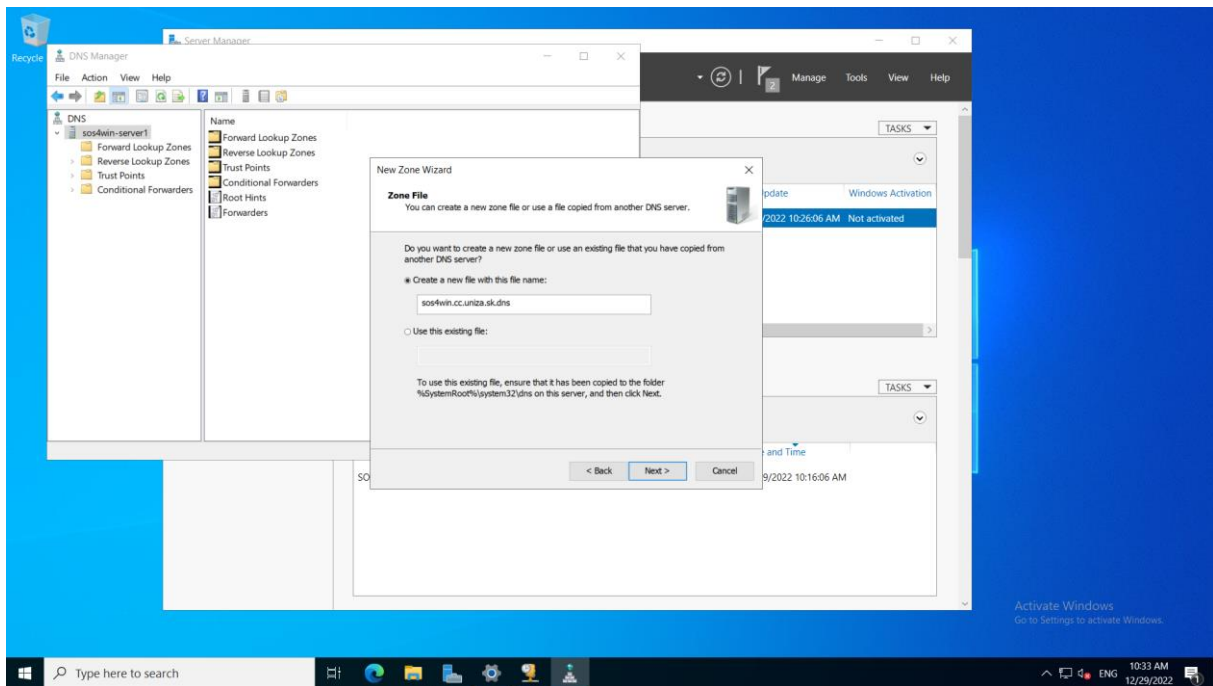 Recycle
Server Manager
DNS Manager
File Action View Help
2
Manage Tools View Help
DNS
sos4win-server1
Forward Lookup Zones
Reverse Lookup Zones
Trust Points
Conditional Forwarders
Name
Forward Lookup Zones
Reverse Lookup Zones
Trust Points
Conditional Forwarders
Root Hints
Forwarders
TASKS
Windows Activation
/2022 10:26:06 AM Not activated
New Zone Wizard
Zone File
You can create a new zone file or use a file copied from another DNS server.
Do you want to create a new zone file or use an existing file that you have copied from
another DNS server?
Create a new file with this file name:
sos4win.cc.uniza.sk.dns
Use this existing file:
To use this existing file, ensure that it has been copied to the folder
%SystemRoot%\system32\dns on this server, and then click Next.
< Back Next > Cancel
TASKS
and Time
SO
9/2022 10:16:06 AM
Activate Windows
Go to Settings to activate Windows.
Type here to search
ENG
10:33 AM
12/29/2022
1